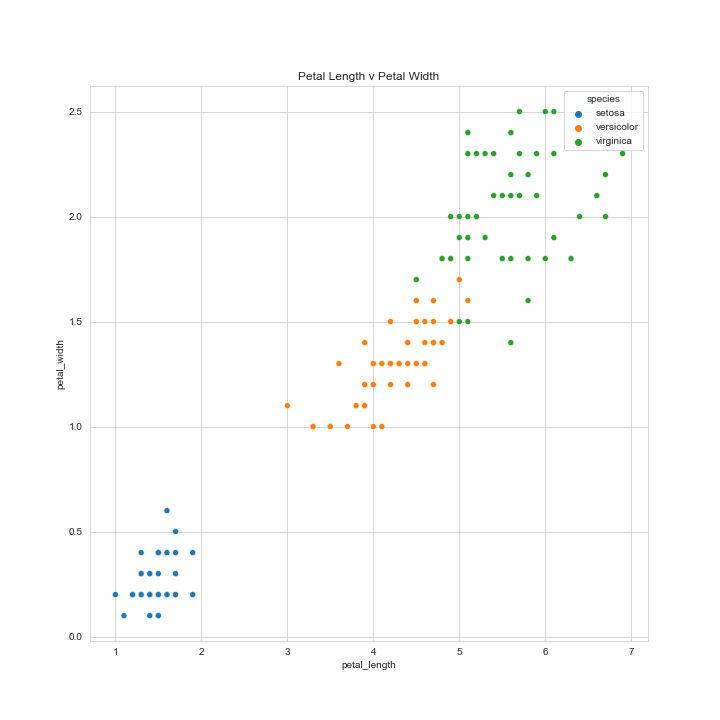 Petal Length v Petal Width
species
setosa
versicolor
virginica
2.5
2.0
1.5
1.0
0.5
0.0
petal_width
1 2 3 4 5 6 7
petal_length